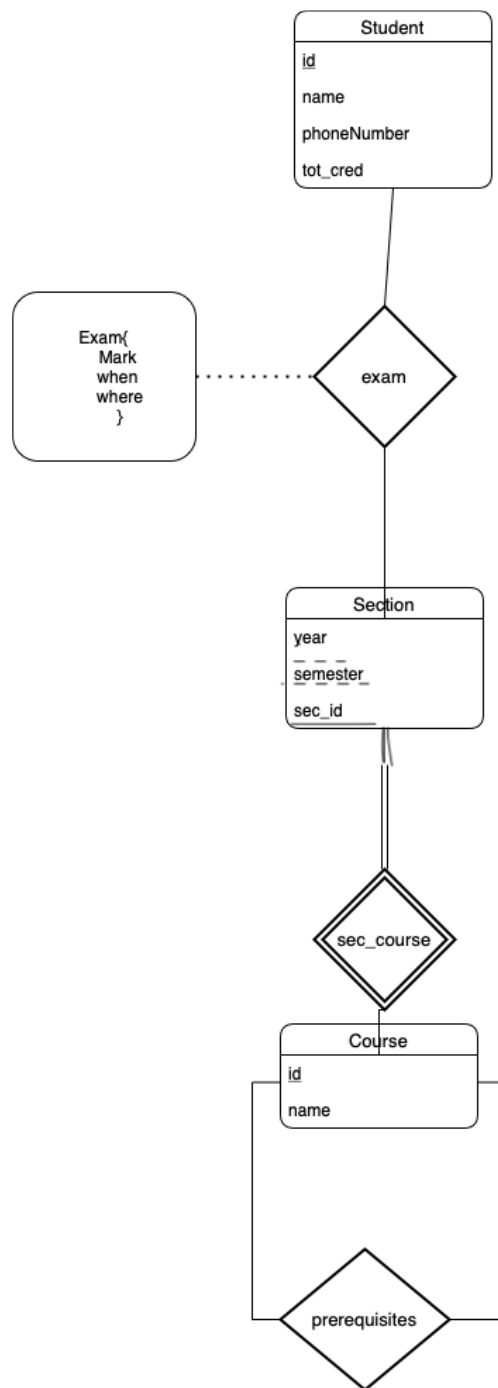 Student
id
name
phoneNumber
tot_cred
Exam{
Mark
when
where
}
exam
Section
year
semester
sec_id
sec_course
Course
id
name
prerequisites